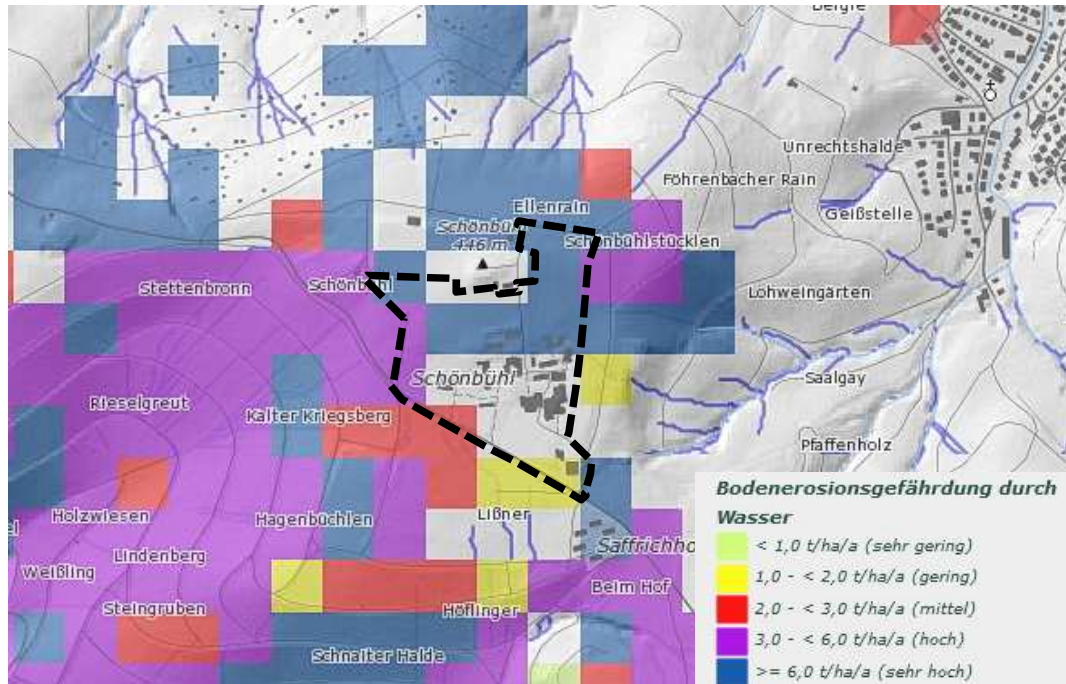 Bergle
Unrechtshalde
Föhrenbacher Rain
Ellenrain
Geißstelle
Schönbühl
446 m
Schönbühlstücklen
Stettenbronn
Schönbühl
Lohweingärten
Schönbühl
Saalgay
Rieselgreut
Kalter Kriegsberg
Pfaffenholz
Holzwiesen
Hagenbüchlen
Lißner
Lindenberg
Saffrichho
Weißling
Beim Hof
Steingruben
Höflinger
Schnaiter Halde
Bodenerosionsgefährdung durch
Wasser
< 1,0 t/ha/a (sehr gering)
1,0 - < 2,0 t/ha/a (gering)
2,0 - < 3,0 t/ha/a (mittel)
3,0 - < 6,0 t/ha/a (hoch)
>= 6,0 t/ha/a (sehr hoch)